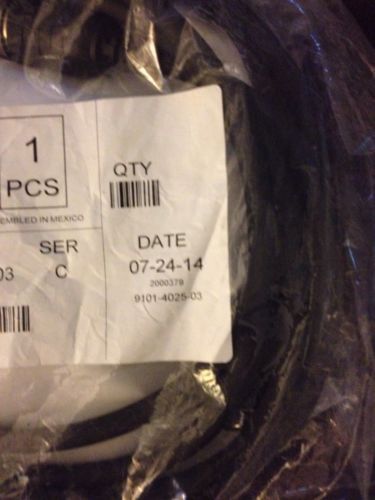 1
PCS
QTY
EMBLED IN MEXICO
SER
DATE
03
C
07-24-14
2000379
9101-4025-03